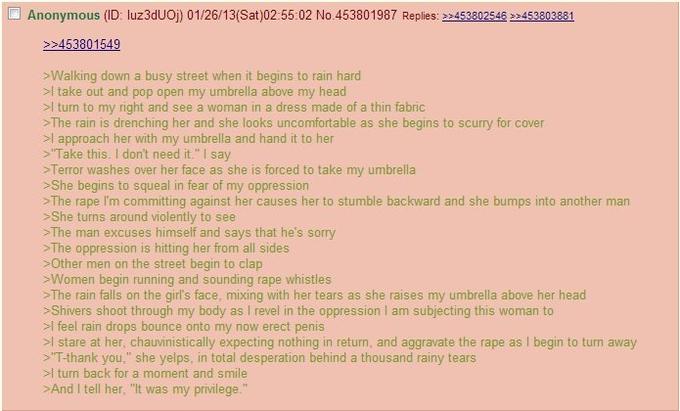 Anonymous (ID: Iuz3dUOj) 01/26/13(Sat)02:55:02 No.453801987 Replies: >>453802546 >>453803881
>>453801549
>Walking down a busy street when it begins to rain hard
>I take out and pop open my umbrella above my head
>I turn to my right and see a woman in a dress made of a thin fabric
>The rain is drenching her and she looks uncomfortable as she begins to scurry for cover
>I approach her with my umbrella and hand it to her
>"Take this. I don't need it." I say
>Terror washes over her face as she is forced to take my umbrella
>She begins to squeal in fear of my oppression
>The rape I'm committing against her causes her to stumble backward and she bumps into another man
>She turns around violently to see
>The man excuses himself and says that he's sorry
>The oppression is hitting her from all sides
>Other men on the street begin to clap
>Women begin running and sounding rape whistles
>The rain falls on the girl's face, mixing with her tears as she raises my umbrella above her head
>Shivers shoot through my body as I revel in the oppression I am subjecting this woman to
>I feel rain drops bounce onto my now erect penis
>I stare at her, chauvinistically expecting nothing in return, and aggravate the rape as I begin to turn away
>"T-thank you," she yelps, in total desperation behind a thousand rainy tears
>I turn back for a moment and smile
>And I tell her, "It was my privilege."